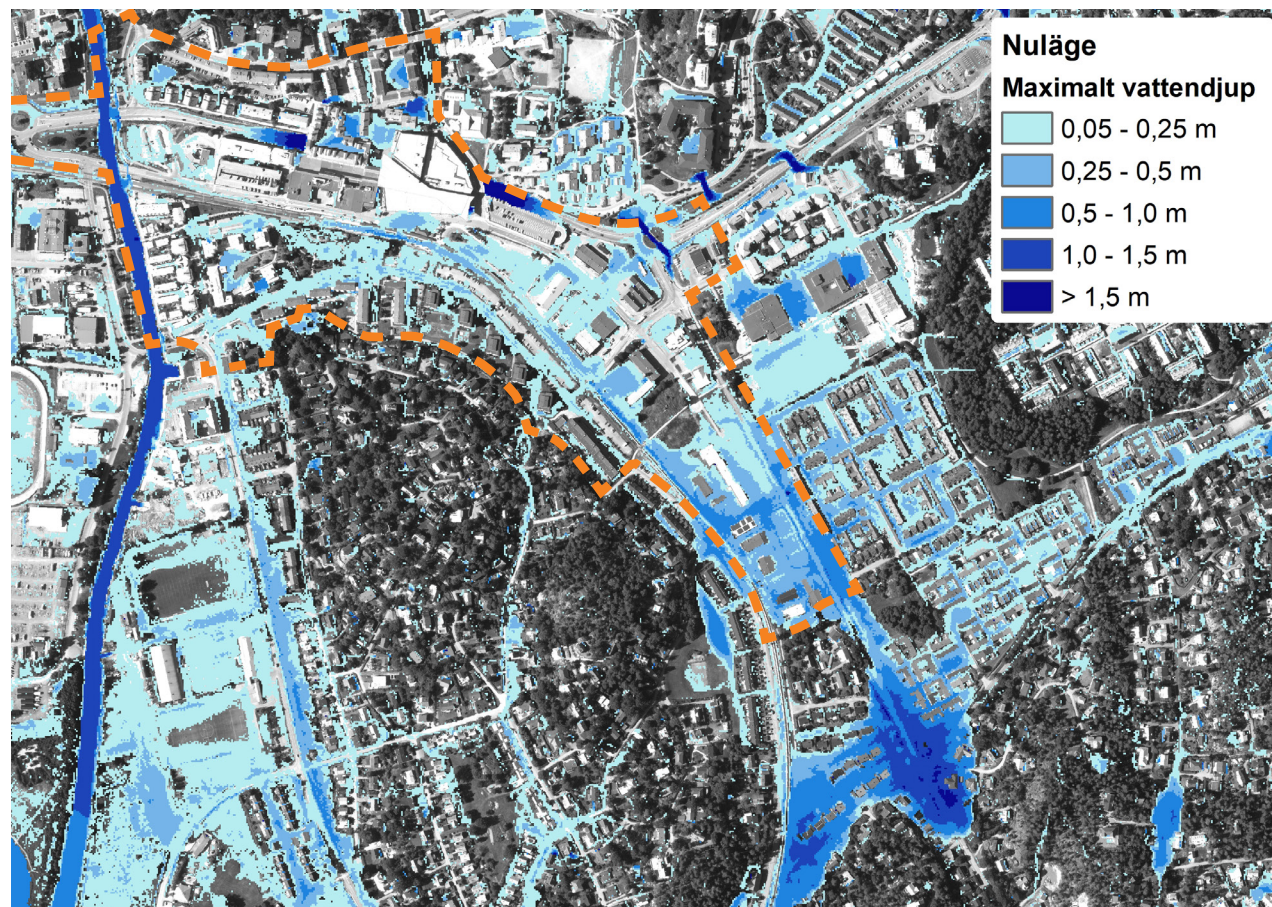 Nuläge
Maximalt vattendjup
0,05 - 0,25 m
0,25 - 0,5 m
0,5 - 1,0 m
1,0 - 1,5 m
> 1,5 m